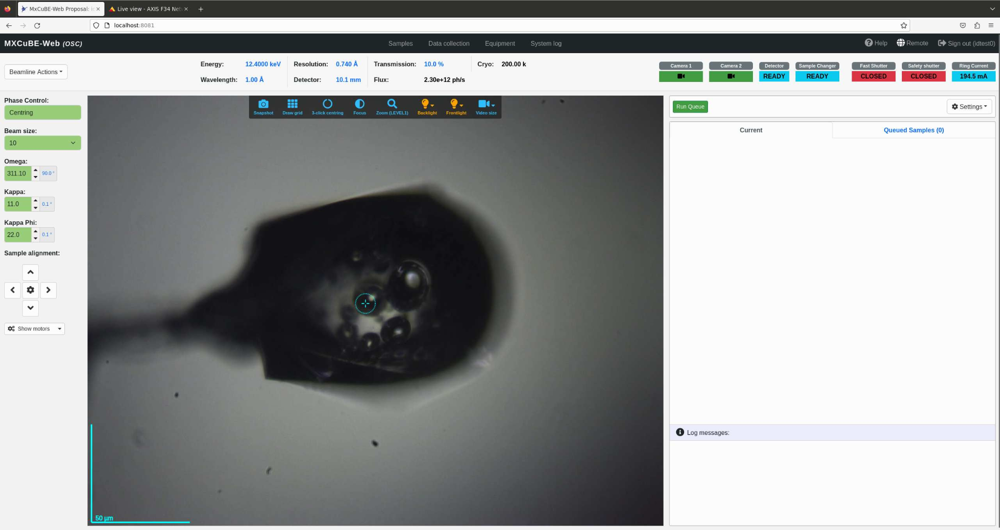 MxCuBE-Web Proposal: i
Live view - AXIS F34 Net
localhost:8081
MXCuBE-Web (OSC)
Samples Data collection Equipment System log
Help Remote Sign out (idtest0)
Beamline Actions
Energy: 12.4000 keV Resolution: 0.740 Å Transmission: 10.0 % Cryo: 200.00 k
Wavelength: 1.00 Å Detector: 10.1 mm Flux: 2.30e+12 ph/s
Camera 1 Camera 2 Detector Sample Changer Fast Shutter Safety shutter Ring Current
READY READY CLOSED CLOSED 194.5 mA
Phase Control:
Centring
Beam size:
10
Omega:
311.10 90.0 °
Kappa:
11.0 0.1 °
Kappa Phi:
22.0 0.1 °
Sample alignment:
Show motors
Snapshot Draw grid 3-click centring Focus Zoom (LEVEL1) Backlight Frontlight Video size
50 µm
Run Queue Settings
Current Queued Samples (0)
Log messages: